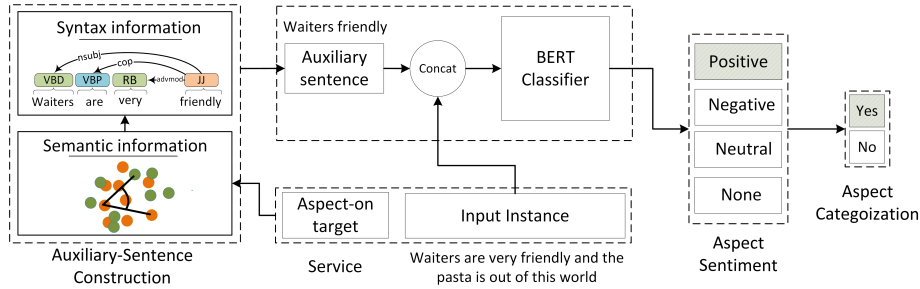 Syntax information
nsubj
cop
VBD VBP RB advmod JJ
Waiters are very friendly
Semantic information
Auxiliary-Sentence
Construction
Waiters friendly
Auxiliary
sentence
Concat
BERT
Classifier
Aspect-on
target
Service
Input Instance
Waiters are very friendly and the
pasta is out of this world
Positive
Negative
Neutral
None
Aspect
Sentiment
Yes
No
Aspect
Categoization